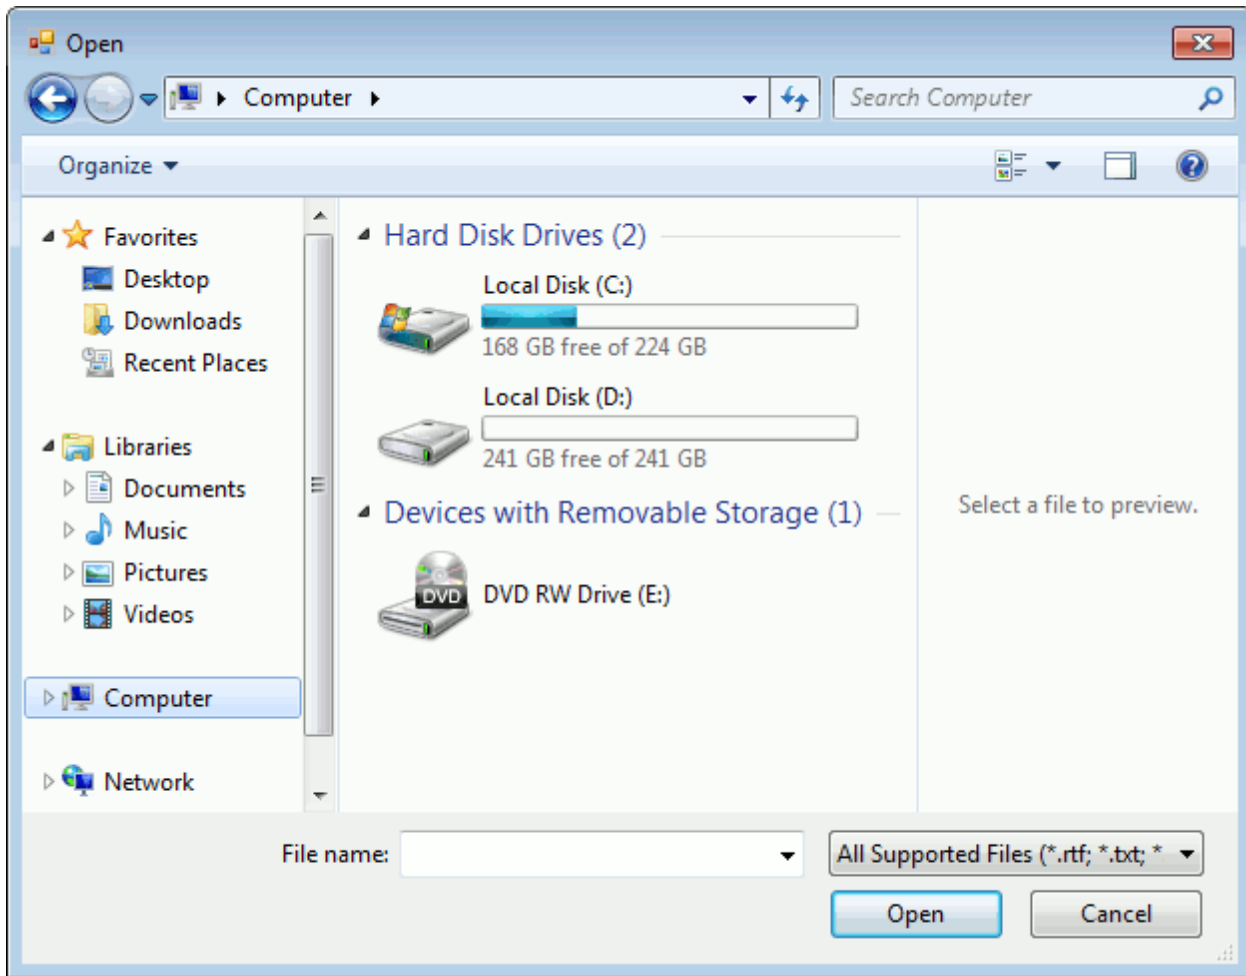 Open
Computer
Search Computer
Organize
Favorites
Desktop
Downloads
Recent Places
Libraries
Documents
Music
Pictures
Videos
Computer
Network
Hard Disk Drives (2)
Local Disk (C:)
168 GB free of 224 GB
Local Disk (D:)
241 GB free of 241 GB
Devices with Removable Storage (1)
DVD
DVD RW Drive (E:)
Select a file to preview.
File name:
All Supported Files (*.rtf; *.txt; *
Open
Cancel